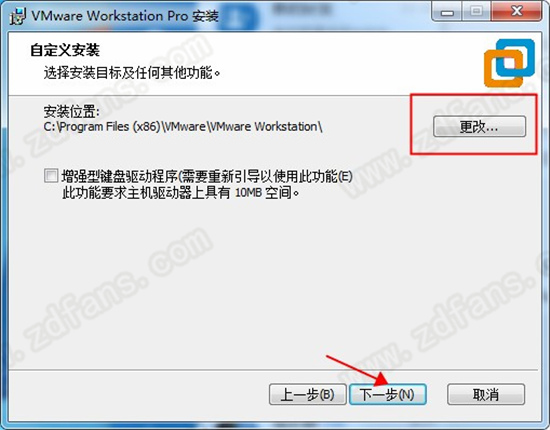 VMware Workstation Pro 安装
自定义安装
选择安装目标及任何其他功能。
安装位置:
C:\Program Files (x86)\VMware\VMware Workstation\
更改...
增强型键盘驱动程序(需要重新引导以使用此功能(E)
此功能要求主机驱动器上具有 10MB 空间。
上一步(B)
下一步(N)
取消
www.zdfans.com
www.zdfans.com